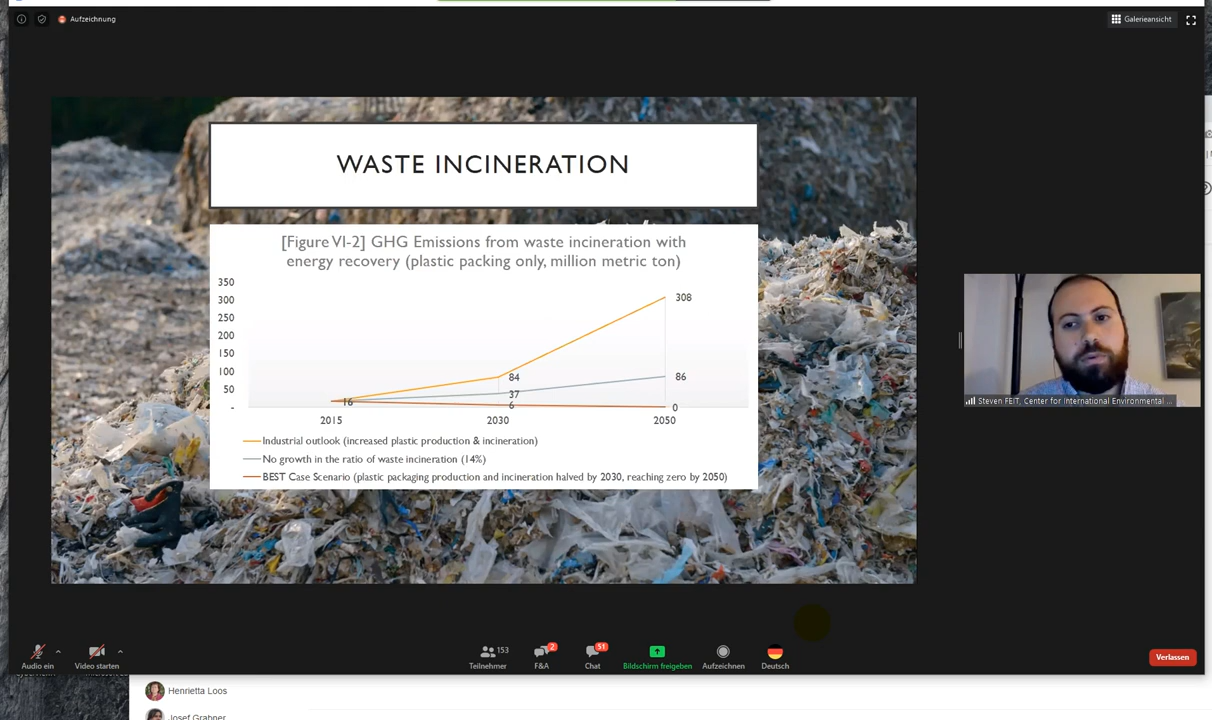 Aufzeichnung
Galerieansicht
WASTE INCINERATION
[Figure VI-2] GHG Emissions from waste incineration with
energy recovery (plastic packing only, million metric ton)
350
300
250
200
150
100
50
-
308
84
86
37
16
6
0
2015 2030 2050
Industrial outlook (increased plastic production & incineration)
No growth in the ratio of waste incineration (14%)
BEST Case Scenario (plastic packaging production and incineration halved by 2030, reaching zero by 2050)
Steven FEIT, Center for International Environmental ...
153
2
51
Audio ein
Video starten
Teilnehmer
F&A
Chat
Bildschirm freigeben
Aufzeichnen
Deutsch
Verlassen
Henrietta Loos
Josef Grabner